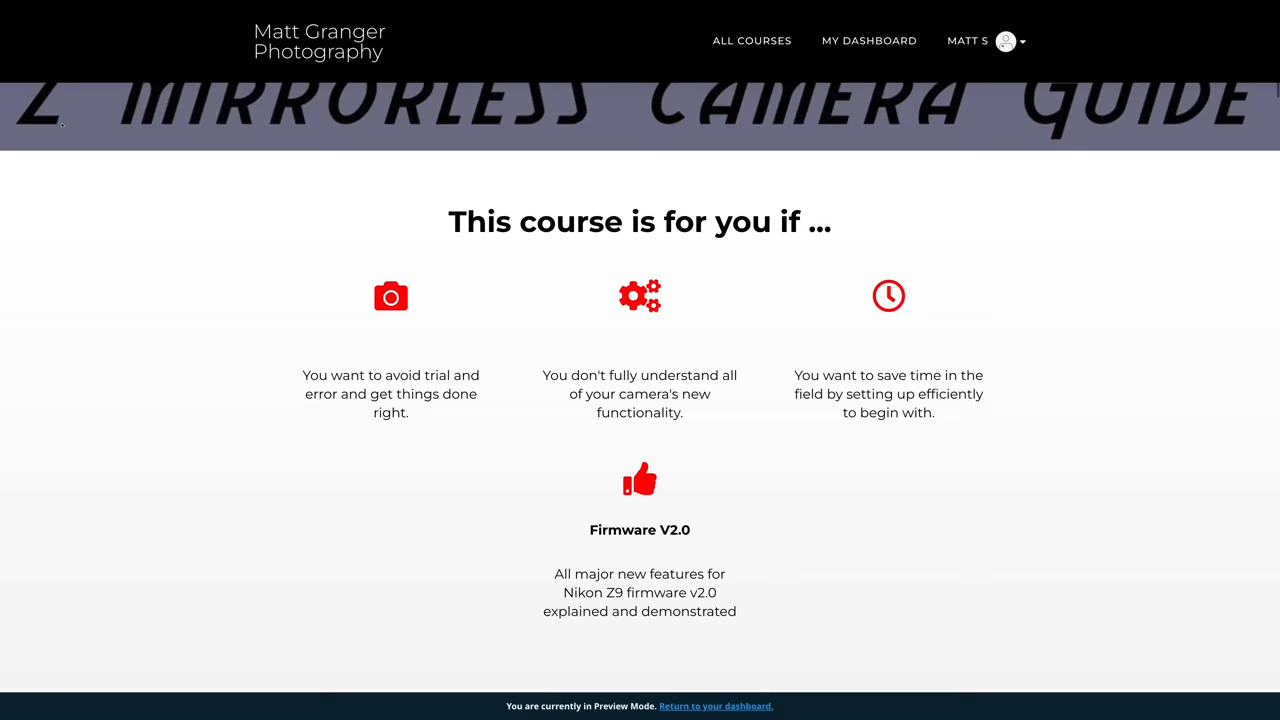 Matt Granger
Photography
ALL COURSES
MY DASHBOARD
MATT S
Z MIRRORLESS CAMERA GUIDE
This course is for you if ...
You want to avoid trial and
error and get things done
right.
You don't fully understand all
of your camera's new
functionality.
You want to save time in the
field by setting up efficiently
to begin with.
Firmware V2.0
All major new features for
Nikon Z9 firmware v2.0
explained and demonstrated
You are currently in Preview Mode. Return to your dashboard.